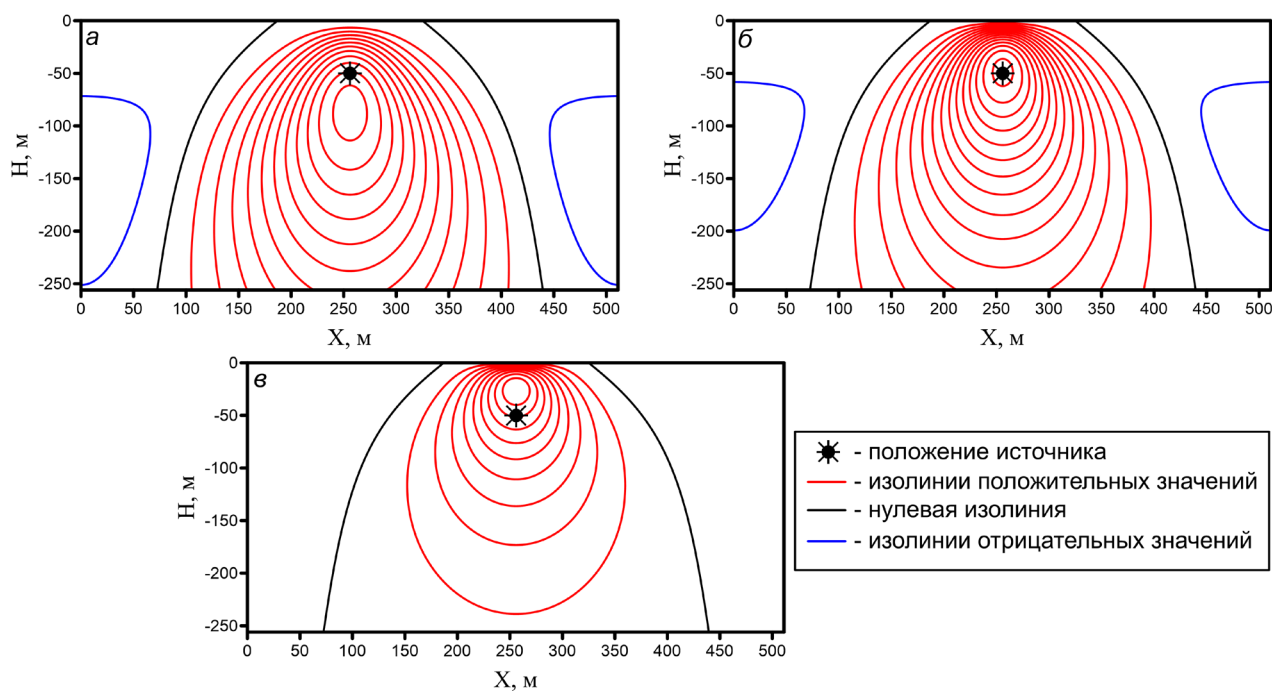 а
0
-50
-100
-150
-200
-250
Н, м
0 50 100 150 200 250 300 350 400 450 500
Х, м
б
0
-50
-100
-150
-200
-250
Н, м
0 50 100 150 200 250 300 350 400 450 500
Х, м
в
0
-50
-100
-150
-200
-250
Н, м
0 50 100 150 200 250 300 350 400 450 500
Х, м
- положение источника
- изолинии положительных значений
- нулевая изолиния
- изолинии отрицательных значений